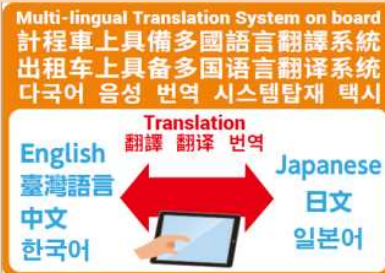 Multi-lingual Translation System on board
計程車上具備多國語言翻譯系統
出租车上具备多国语言翻译系统
다국어 음성 번역 시스템탑재 택시
Translation
翻譯 翻译 번역
English
臺灣語言
中文
한국어
Japanese
日文
일본어